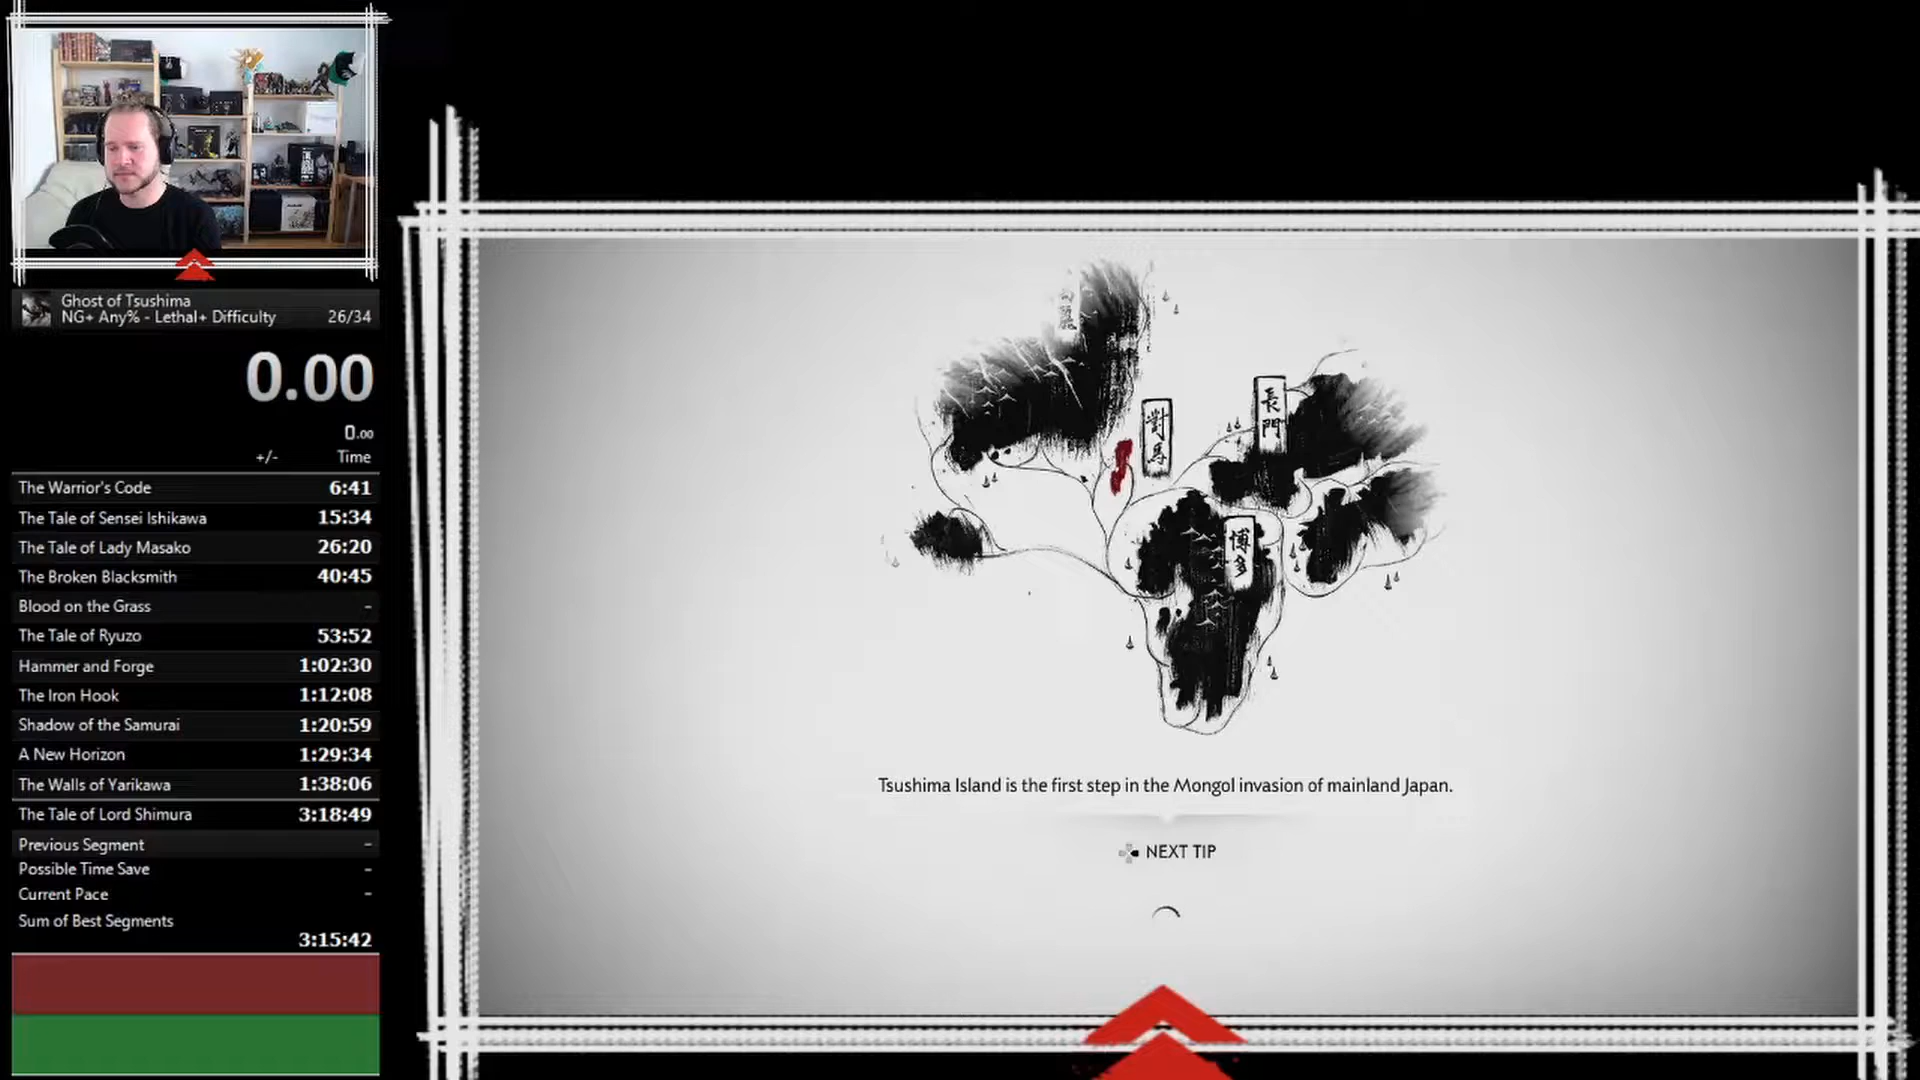 Ghost of Tsushima
NG+ Any% - Lethal+ Difficulty 26/34
0.00
0.00
+/- Time
The Warrior's Code 6:41
The Tale of Sensei Ishikawa 15:34
The Tale of Lady Masako 26:20
The Broken Blacksmith 40:45
Blood on the Grass -
The Tale of Ryuzo 53:52
Hammer and Forge 1:02:30
The Iron Hook 1:12:08
Shadow of the Samurai 1:20:59
A New Horizon 1:29:34
The Walls of Yarikawa 1:38:06
The Tale of Lord Shimura 3:18:49
Previous Segment -
Possible Time Save -
Current Pace -
Sum of Best Segments
3:15:42
對馬
長門
博多
Tsushima Island is the first step in the Mongol invasion of mainland Japan.
NEXT TIP